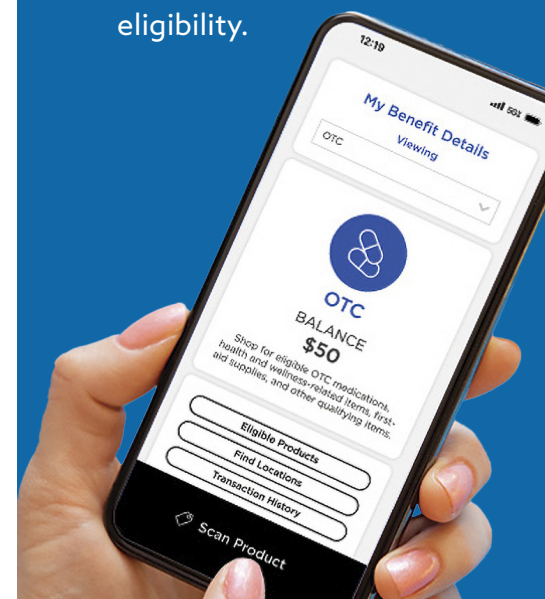 eligibility.
12:19
My Benefit Details
Viewing
OTC
OTC
BALANCE
$50
Shop for eligible OTC medications,
health and wellness-related items, first-
aid supplies, and other qualifying items.
Eligible Products
Find Locations
Transaction History
Scan Product